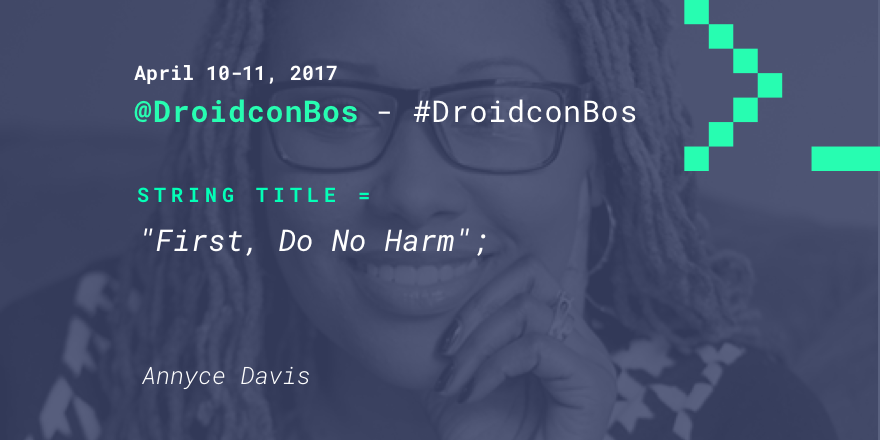 April 10-11, 2017
@DroidconBos - #DroidconBos
STRING TITLE =
"First, Do No Harm";
Annyce Davis